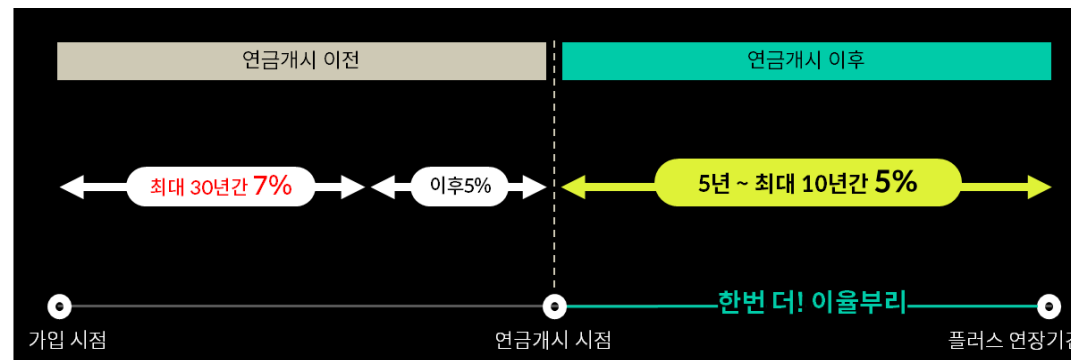 연금개시 이전
연금개시 이후
최대 30년간 7%
이후5%
5년 ~ 최대 10년간 5%
한번 더! 이율부리
가입 시점
연금개시 시점
플러스 연장기